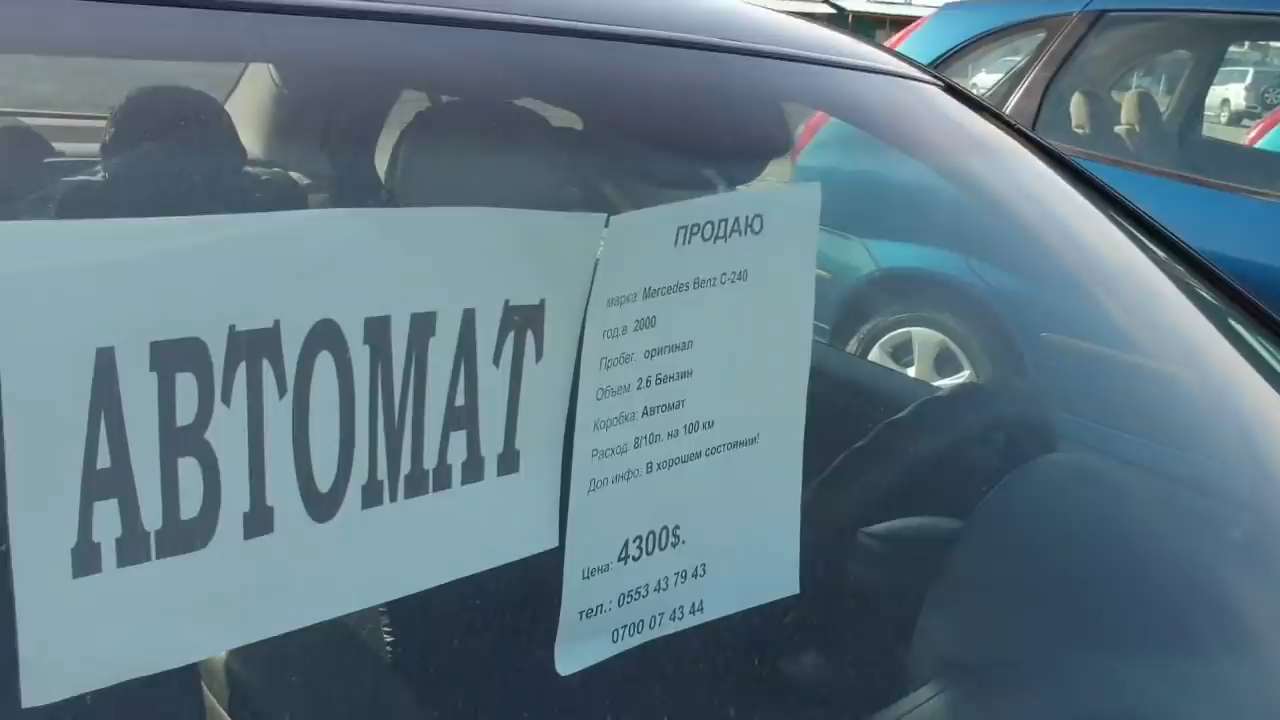 АВТОМАТ
ПРОДАЮ
марка: Mercedes Benz C-240
год.в 2000
Пробег: оригинал
Объем: 2.6 Бензин
Коробка: Автомат
Расход: 8/10л. на 100 км
Доп инфо: В хорошем состоянии!
Цена: 4300$.
тел.: 0553 43 79 43
0700 07 43 44